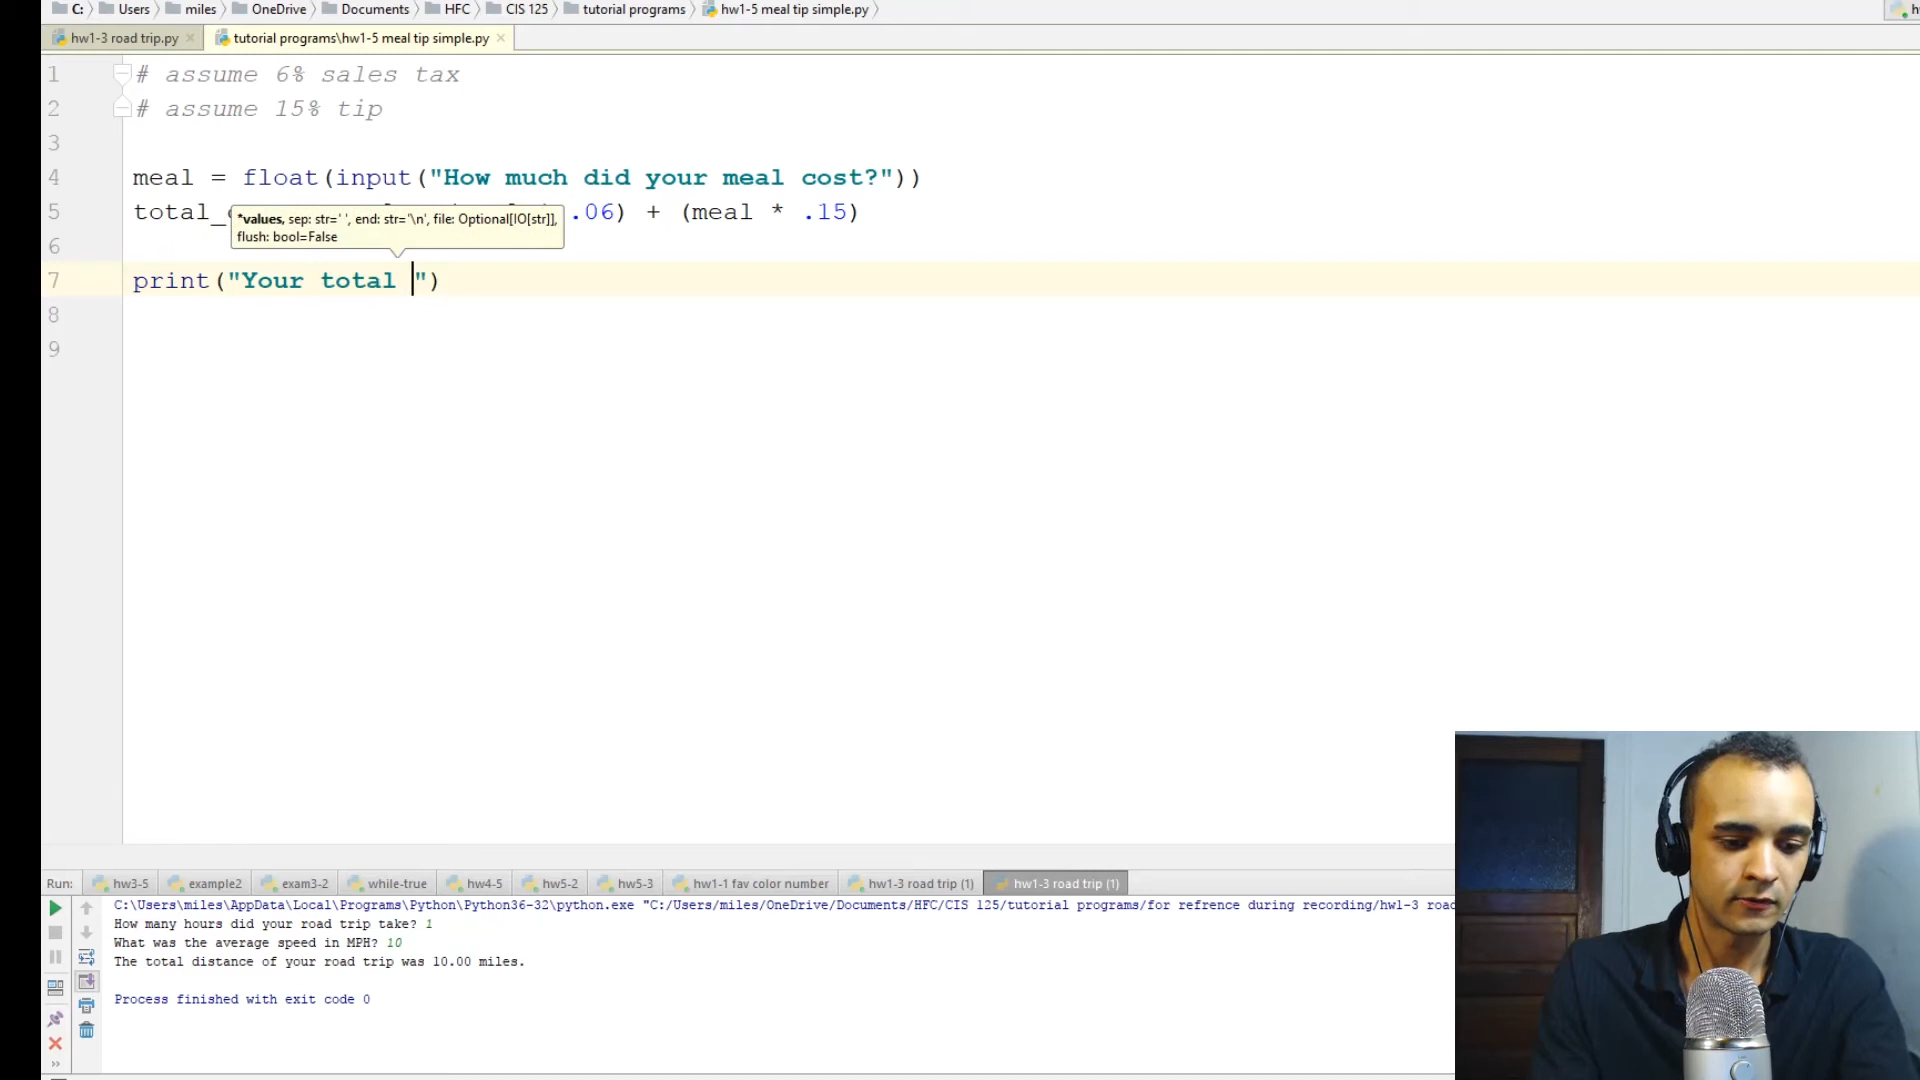 C: Users miles OneDrive Documents HFC CIS 125 tutorial programs hw1-5 meal tip simple.py
hw1-3 road trip.py tutorial programs\hw1-5 meal tip simple.py
1 # assume 6% sales tax
2 # assume 15% tip
3
4 meal = float(input("How much did your meal cost?"))
5 total_ .06) + (meal * .15)
*values, sep: str=' ', end: str='\n', file: Optional[IO[str]],
flush: bool=False
6
7 print("Your total ")
8
9
Run: hw3-5 example2 exam3-2 while-true hw4-5 hw5-2 hw5-3 hw1-1 fav color number hw1-3 road trip (1) hw1-3 road trip (1)
C:\Users\miles\AppData\Local\Programs\Python\Python36-32\python.exe "C:/Users/miles/OneDrive/Documents/HFC/CIS 125/tutorial programs/for refrence during recording/hw1-3 road
How many hours did your road trip take? 1
What was the average speed in MPH? 10
The total distance of your road trip was 10.00 miles.
Process finished with exit code 0